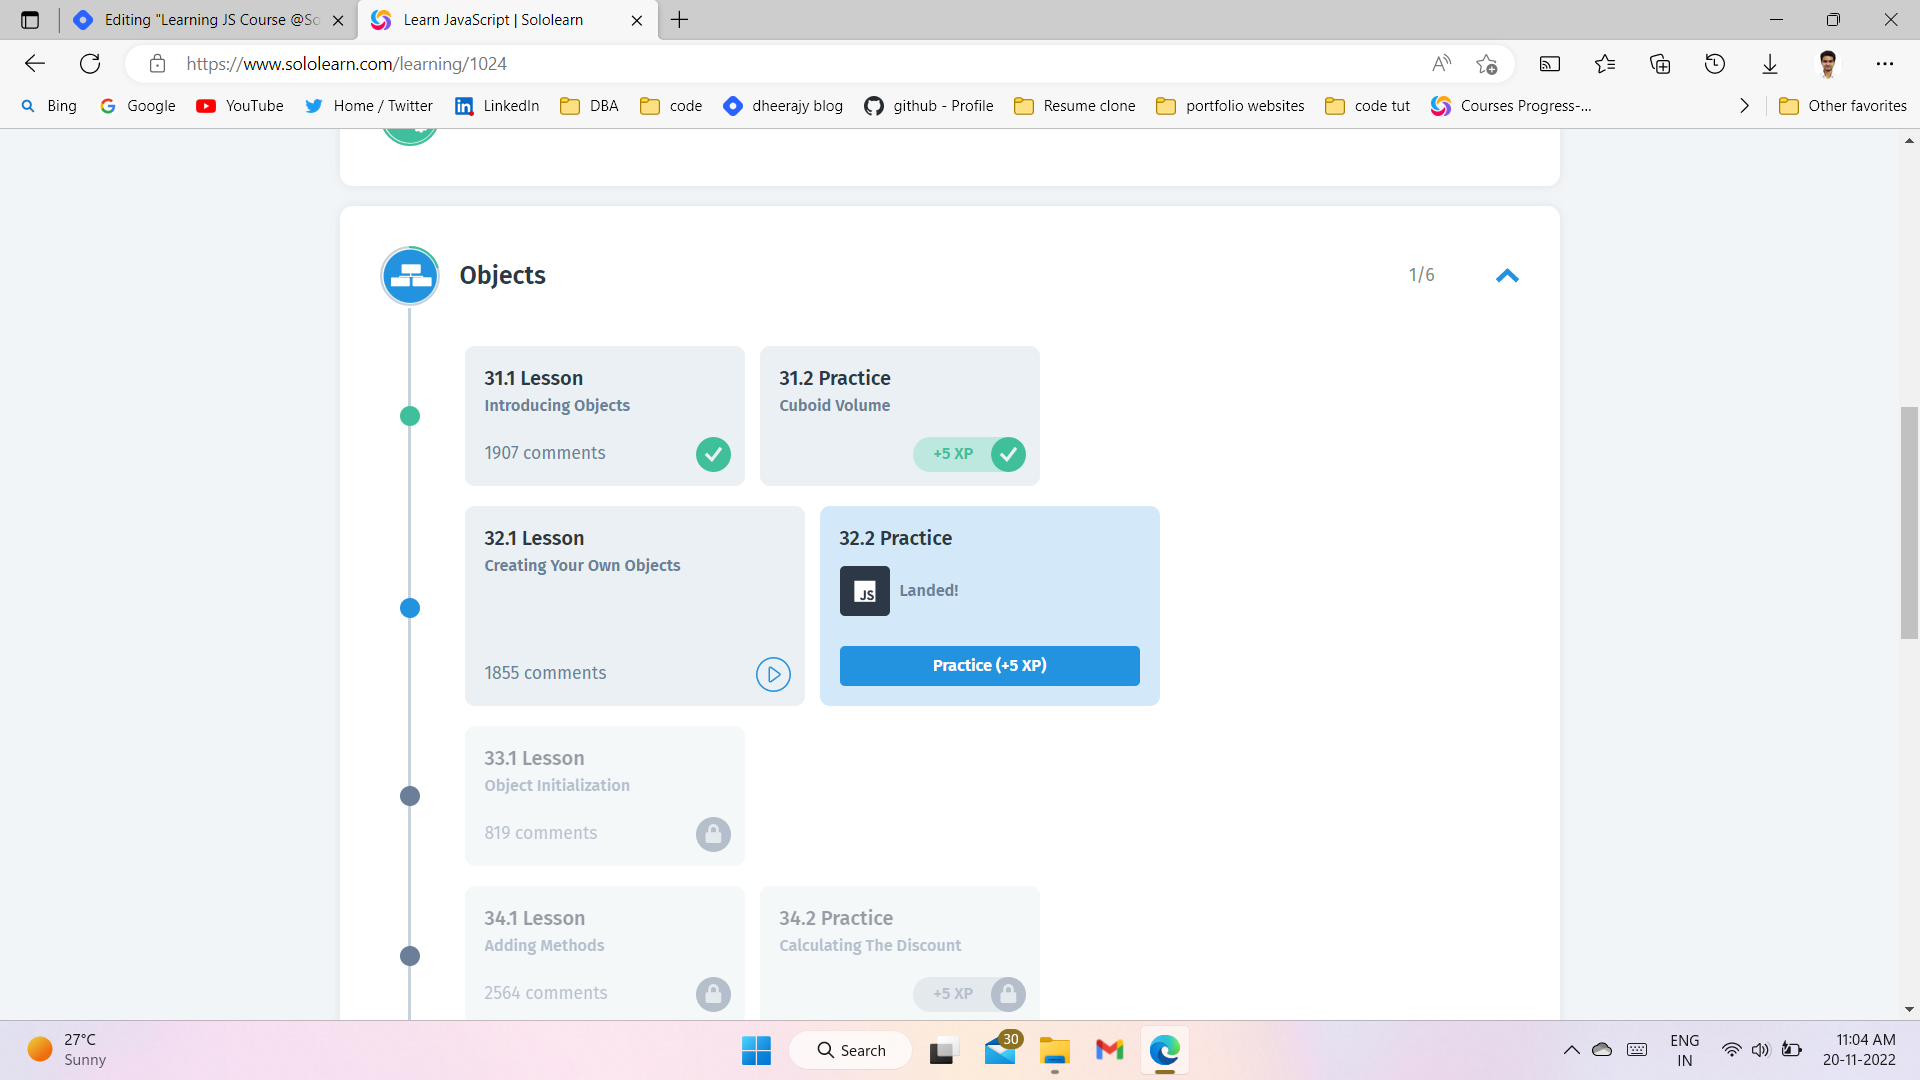 Editing "Learning JS Course @So
Learn JavaScript | Sololearn
https://www.sololearn.com/learning/1024
Bing
Google
YouTube
Home / Twitter
LinkedIn
DBA
code
dheerajy blog
github - Profile
Resume clone
portfolio websites
code tut
Courses Progress-...
Other favorites
Objects
1/6
31.1 Lesson
Introducing Objects
1907 comments
31.2 Practice
Cuboid Volume
+5 XP
32.1 Lesson
Creating Your Own Objects
1855 comments
32.2 Practice
JS
Landed!
Practice (+5 XP)
33.1 Lesson
Object Initialization
819 comments
34.1 Lesson
Adding Methods
2564 comments
34.2 Practice
Calculating The Discount
+5 XP
27°C
Sunny
Search
30
ENG
IN
11:04 AM
20-11-2022